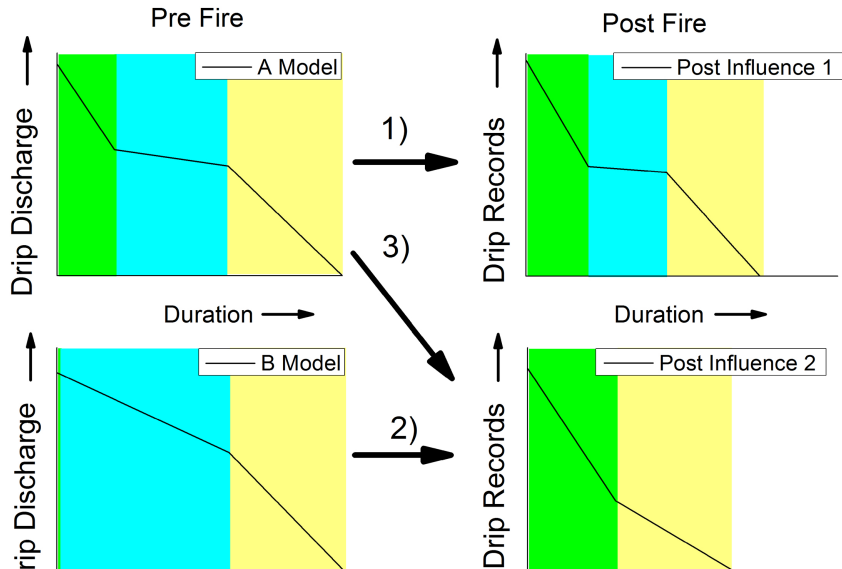 Pre Fire
Post Fire
Drip Discharge
A Model
1)
Drip Records
Post Influence 1
3)
Duration
Duration
Drip Discharge
B Model
2)
Drip Records
Post Influence 2